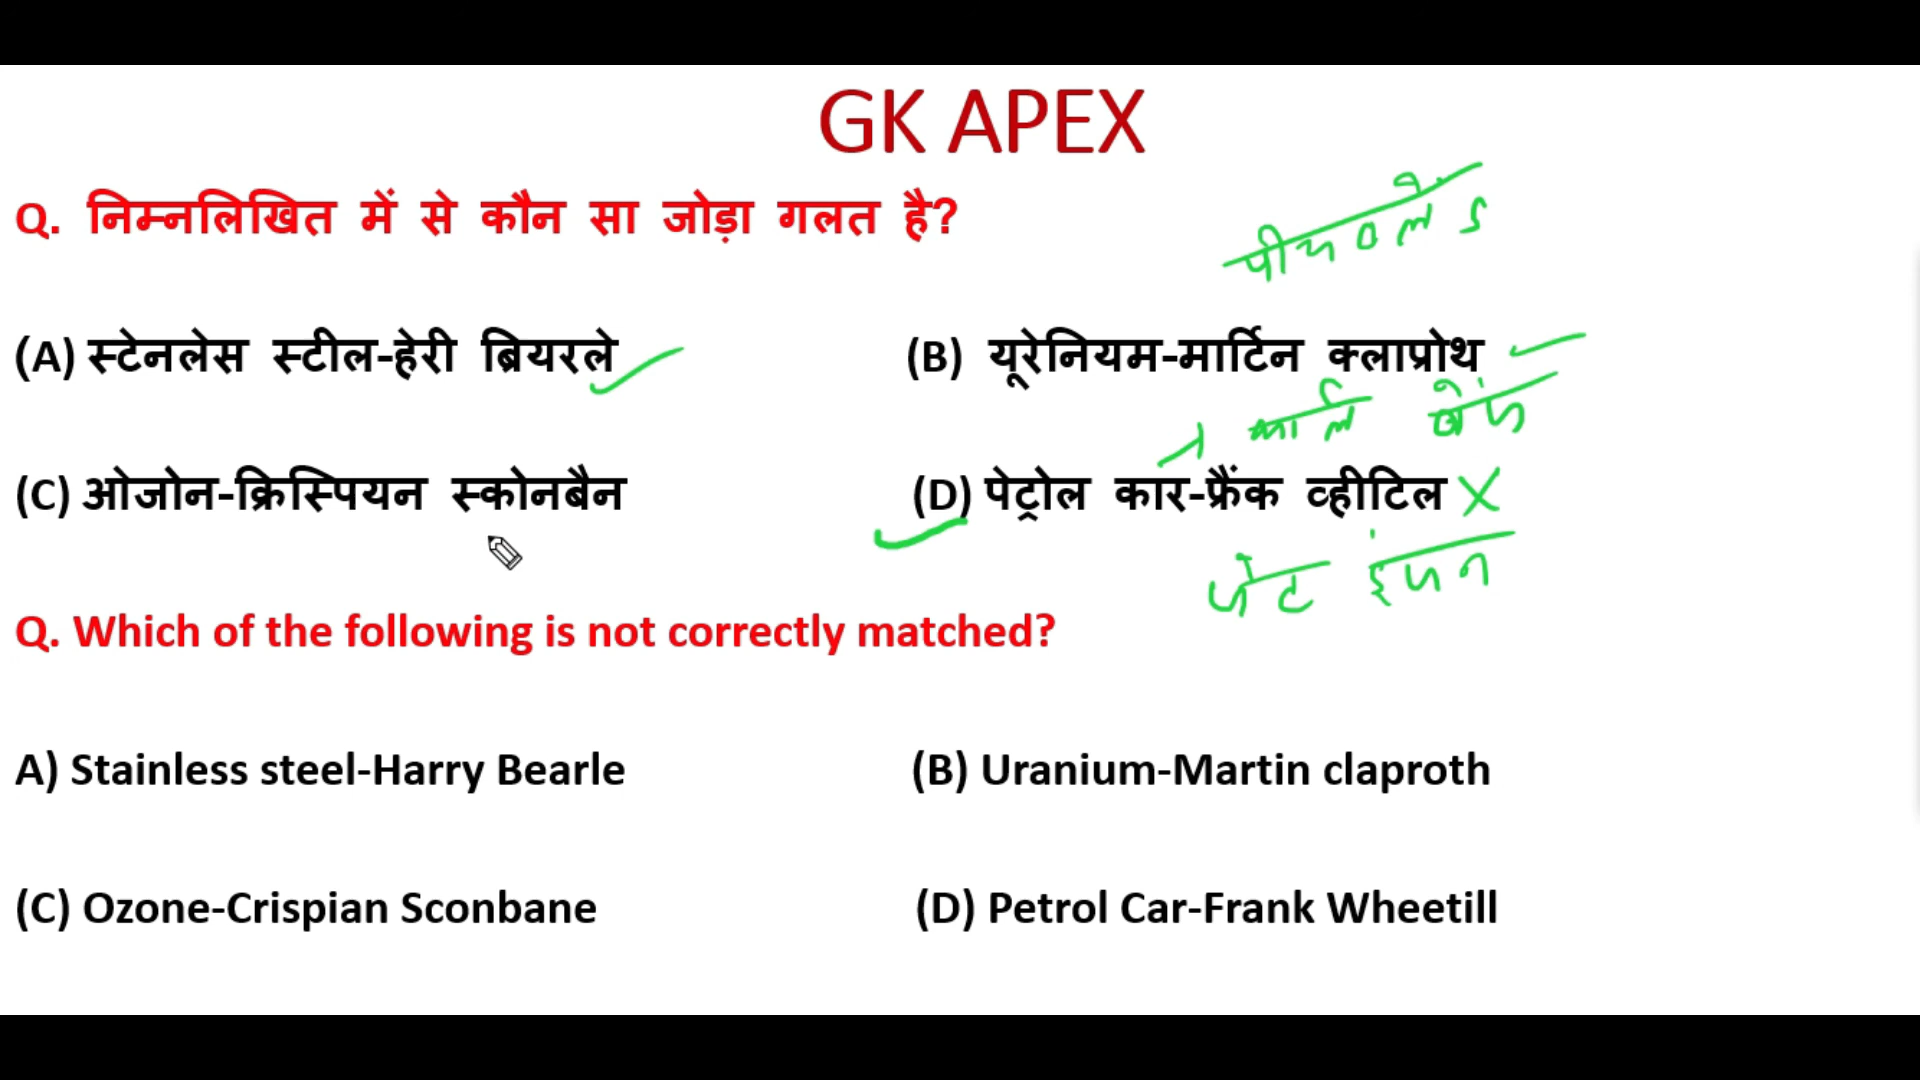 GK APEX
Q. निम्नलिखित में से कौन सा जोड़ा गलत है?
(A) स्टेनलेस स्टील-हेरी ब्रियरले (B) यूरेनियम-मार्टिन क्लाप्रोथ
कार्ल बेंज
(C) ओजोन-क्रिस्पियन स्कोनबैन (D) पेट्रोल कार-फ्रैंक व्हीटिल X
जेट इंजन
Q. Which of the following is not correctly matched?
A) Stainless steel-Harry Bearle (B) Uranium-Martin claproth
(C) Ozone-Crispian Sconbane (D) Petrol Car-Frank Wheetill